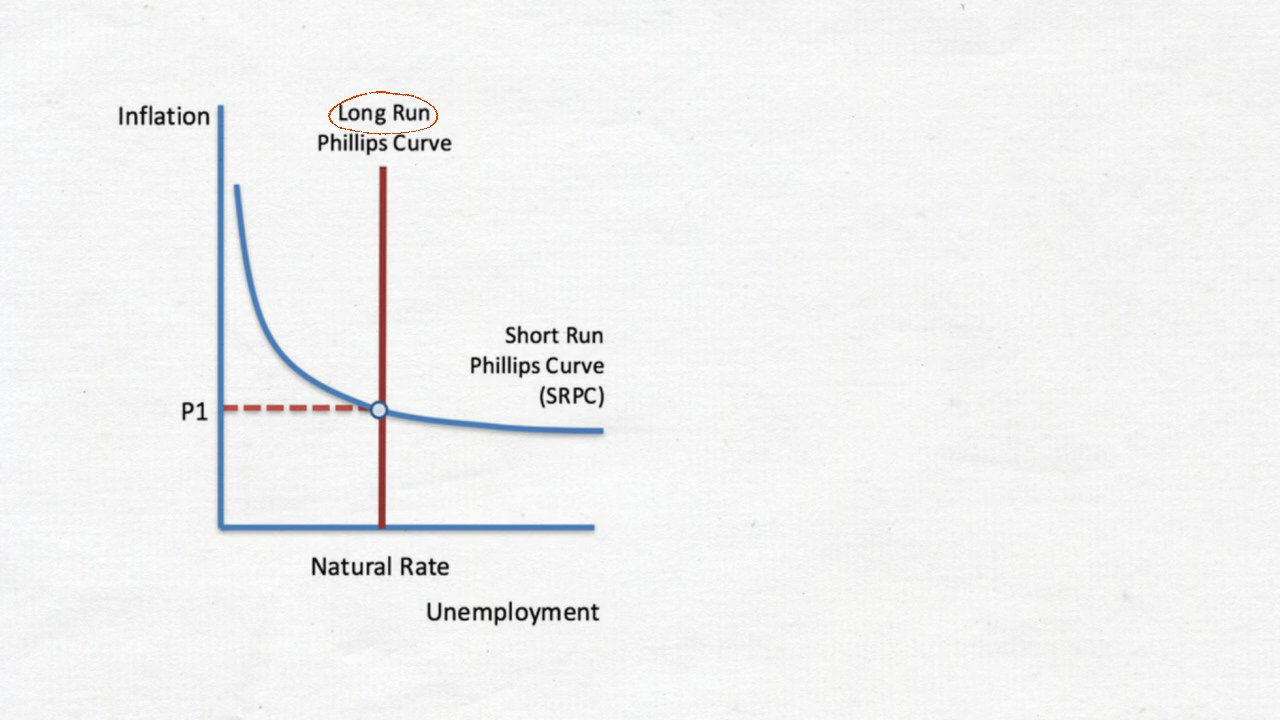 Inflation
Long Run
Phillips Curve
Short Run
Phillips Curve
(SRPC)
P1
Natural Rate
Unemployment